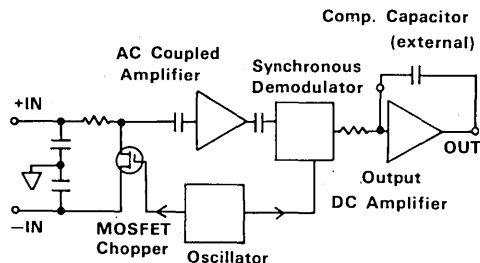 Comp. Capacitor
(external)
AC Coupled
Amplifier
Synchronous
Demodulator
+IN
OUT
Output
DC Amplifier
−IN
MOSFET
Chopper
Oscillator